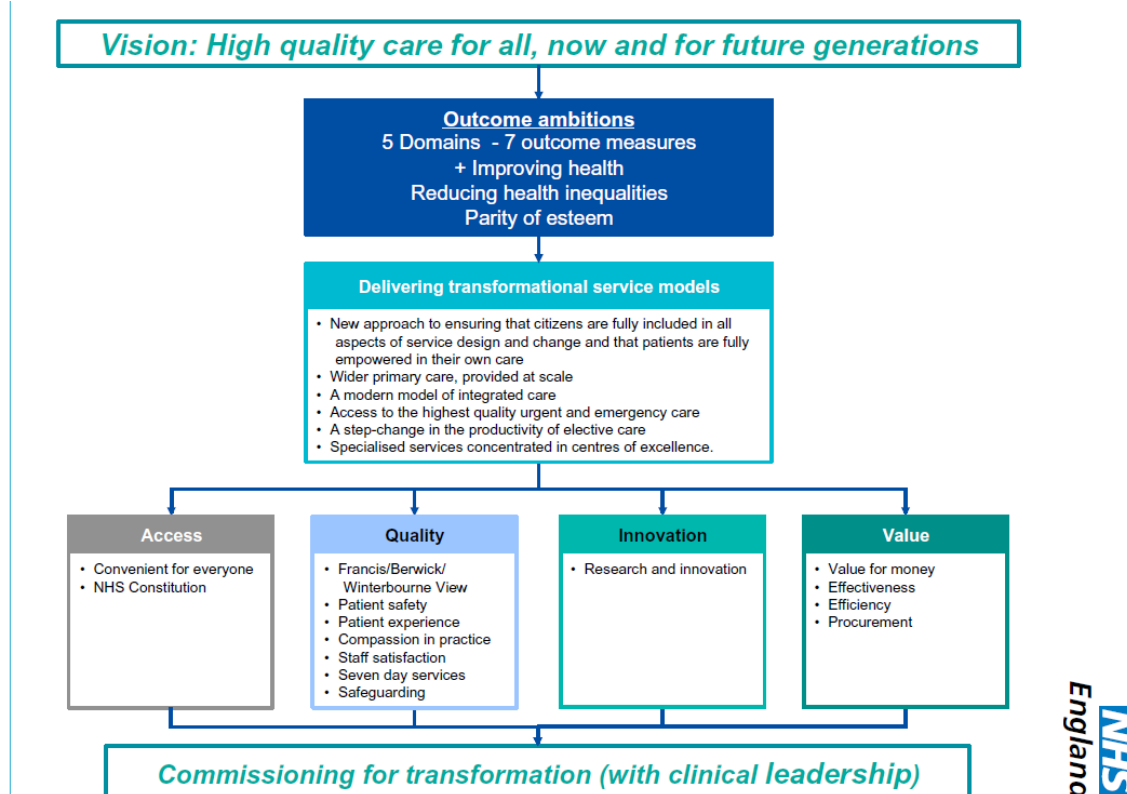 Vision: High quality care for all, now and for future generations
Outcome ambitions
5 Domains - 7 outcome measures
+ Improving health
Reducing health inequalities
Parity of esteem
Delivering transformational service models
• New approach to ensuring that citizens are fully included in all
aspects of service design and change and that patients are fully
empowered in their own care
• Wider primary care, provided at scale
• A modern model of integrated care
• Access to the highest quality urgent and emergency care
• A step-change in the productivity of elective care
• Specialised services concentrated in centres of excellence.
Access
• Convenient for everyone
• NHS Constitution
Quality
• Francis/Berwick/
Winterbourne View
• Patient safety
• Patient experience
• Compassion in practice
• Staff satisfaction
• Seven day services
• Safeguarding
Innovation
• Research and innovation
Value
• Value for money
• Effectiveness
• Efficiency
• Procurement
Commissioning for transformation (with clinical leadership)
NHS
England